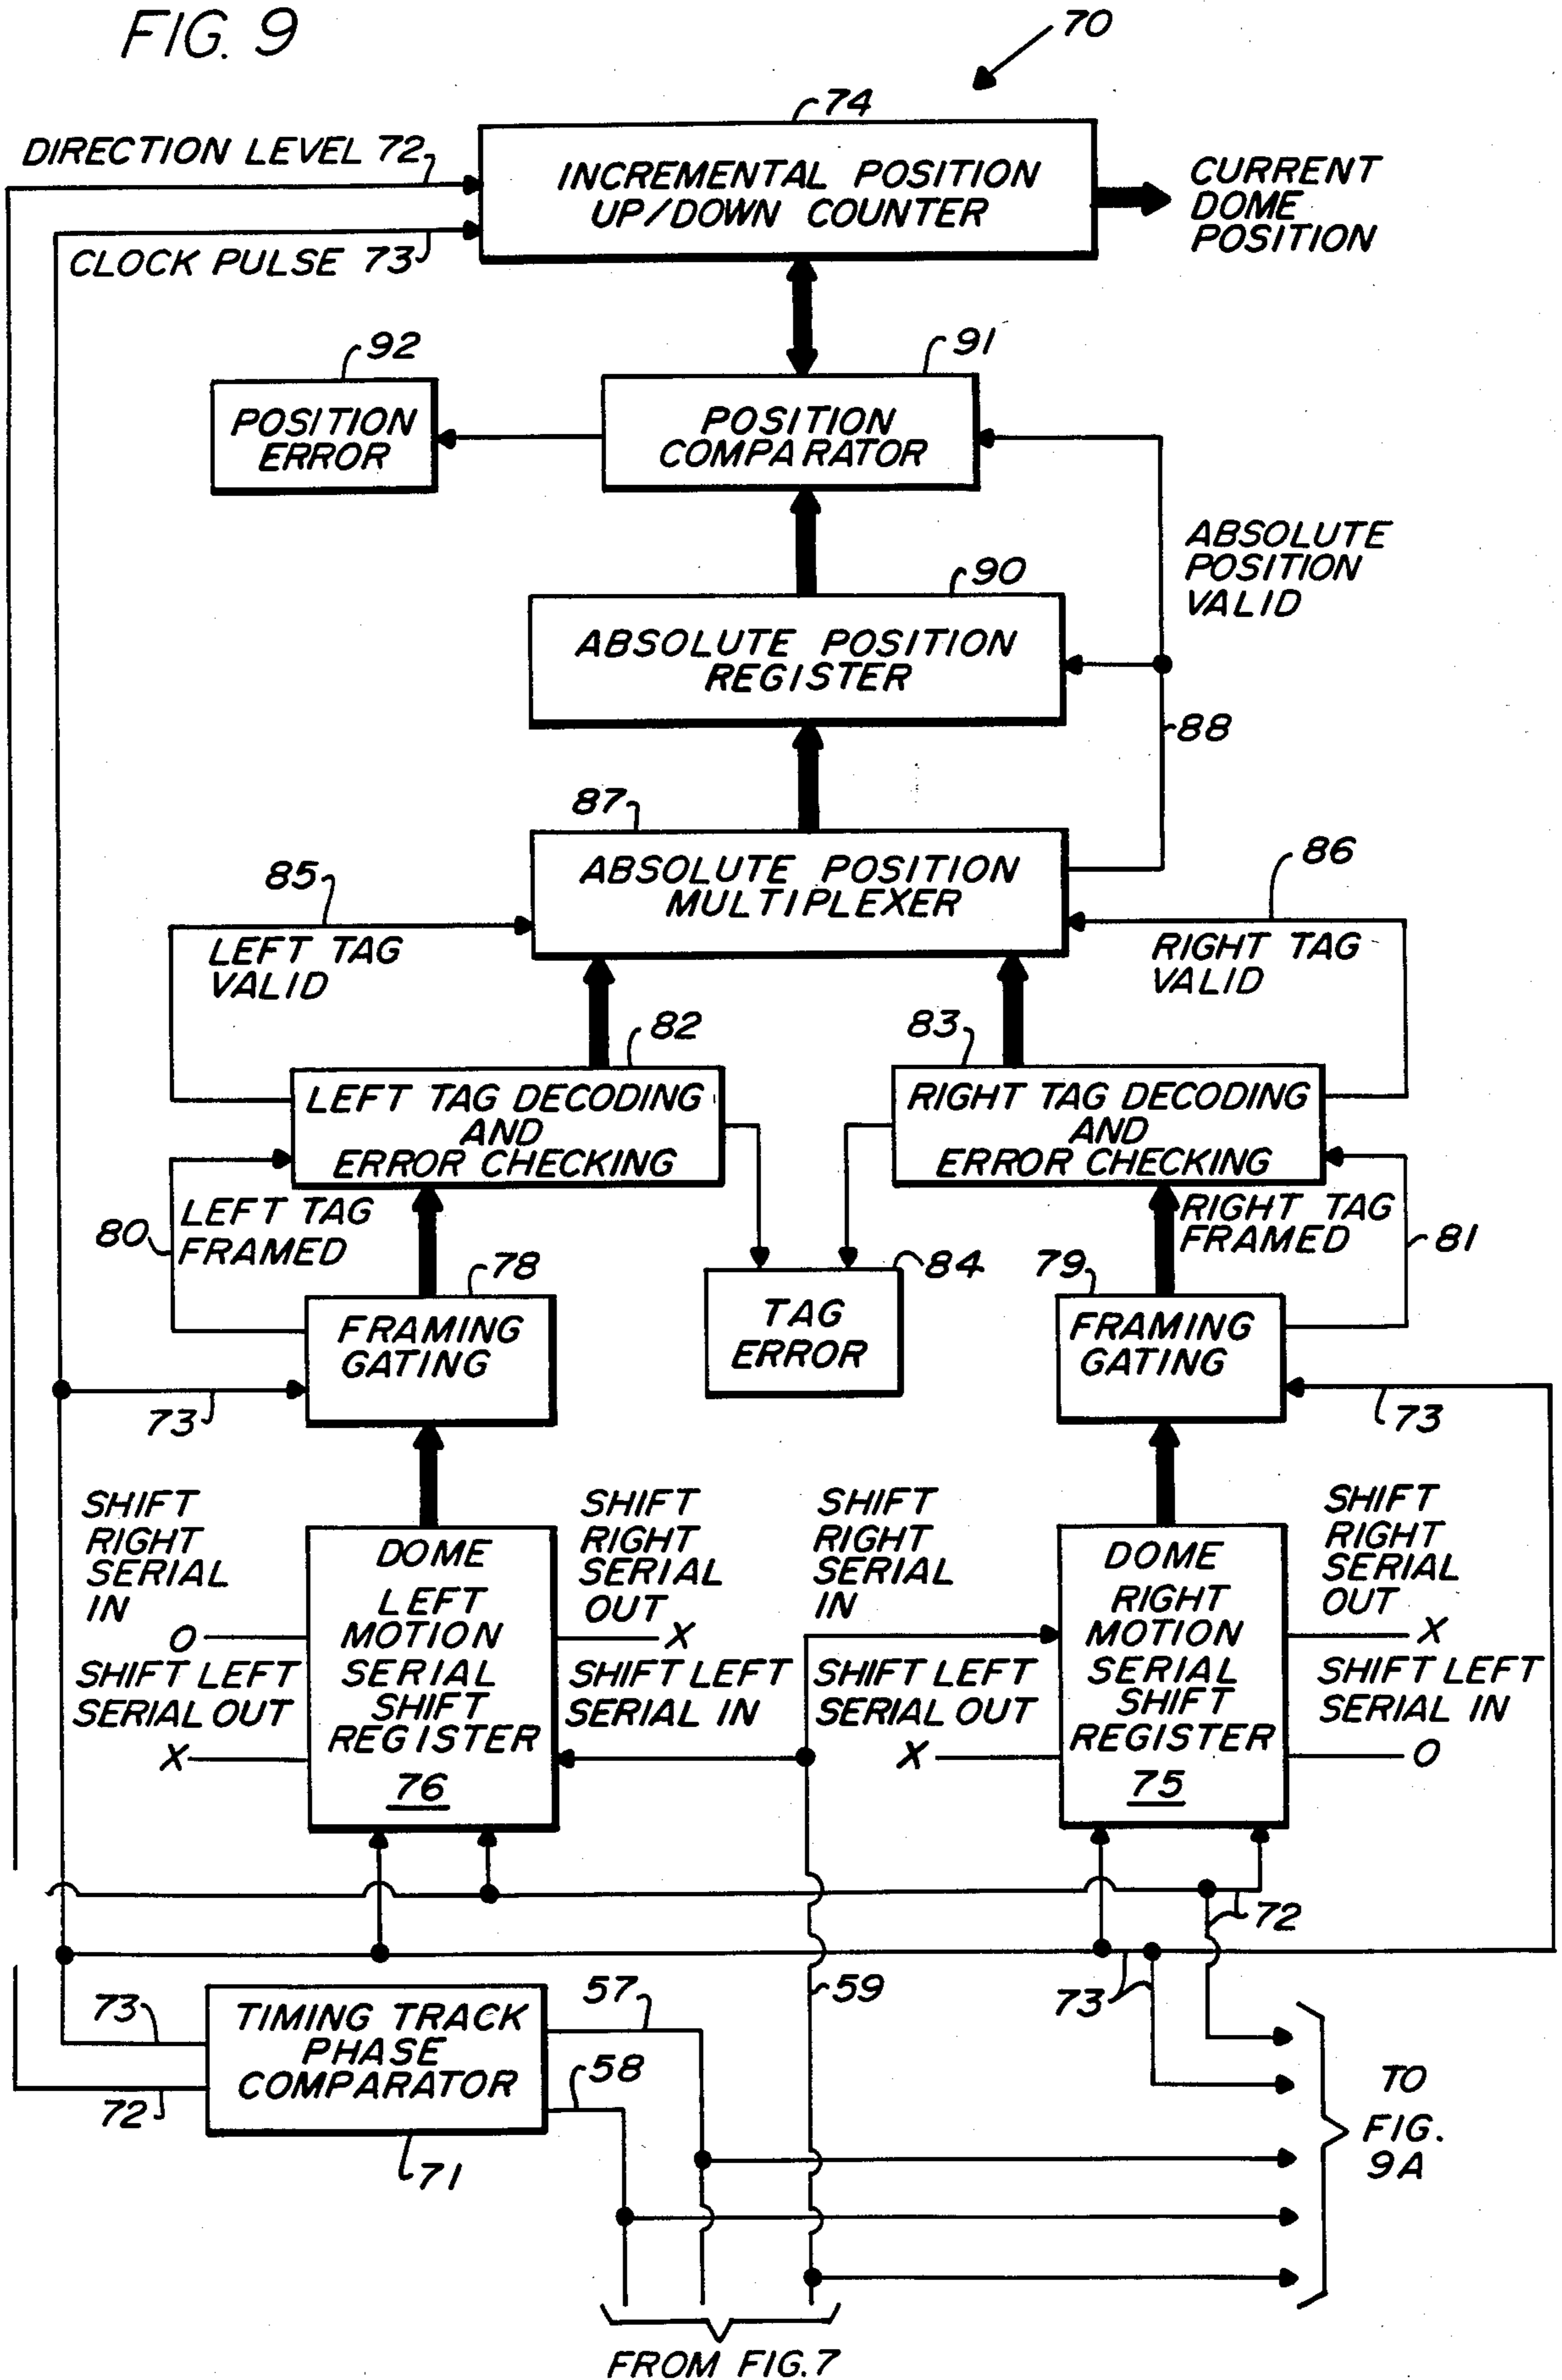 FIG. 9
70
74
DIRECTION LEVEL 72
INCREMENTAL POSITION
UP/DOWN COUNTER
CURRENT
DOME
POSITION
CLOCK PULSE 73
92
91
POSITION
ERROR
POSITION
COMPARATOR
ABSOLUTE
POSITION
VALID
90
ABSOLUTE POSITION
REGISTER
88
87
ABSOLUTE POSITION
MULTIPLEXER
85
86
LEFT TAG
VALID
RIGHT TAG
VALID
82
83
LEFT TAG DECODING
AND
ERROR CHECKING
RIGHT TAG DECODING
AND
ERROR CHECKING
80
LEFT TAG
FRAMED
RIGHT TAG
FRAMED
81
78
84
79
FRAMING
GATING
TAG
ERROR
FRAMING
GATING
73
73
SHIFT
RIGHT
SERIAL
IN
O
SHIFT LEFT
SERIAL OUT
X
DOME
LEFT
MOTION
SERIAL
SHIFT
REGISTER
76
SHIFT
RIGHT
SERIAL
OUT
X
SHIFT LEFT
SERIAL IN
SHIFT
RIGHT
SERIAL
IN
SHIFT LEFT
SERIAL OUT
X
DOME
RIGHT
MOTION
SERIAL
SHIFT
REGISTER
75
SHIFT
RIGHT
SERIAL
OUT
X
SHIFT LEFT
SERIAL IN
O
72
73
59
73
72
TIMING TRACK
PHASE
COMPARATOR
71
57
58
TO
FIG.
9A
FROM FIG. 7